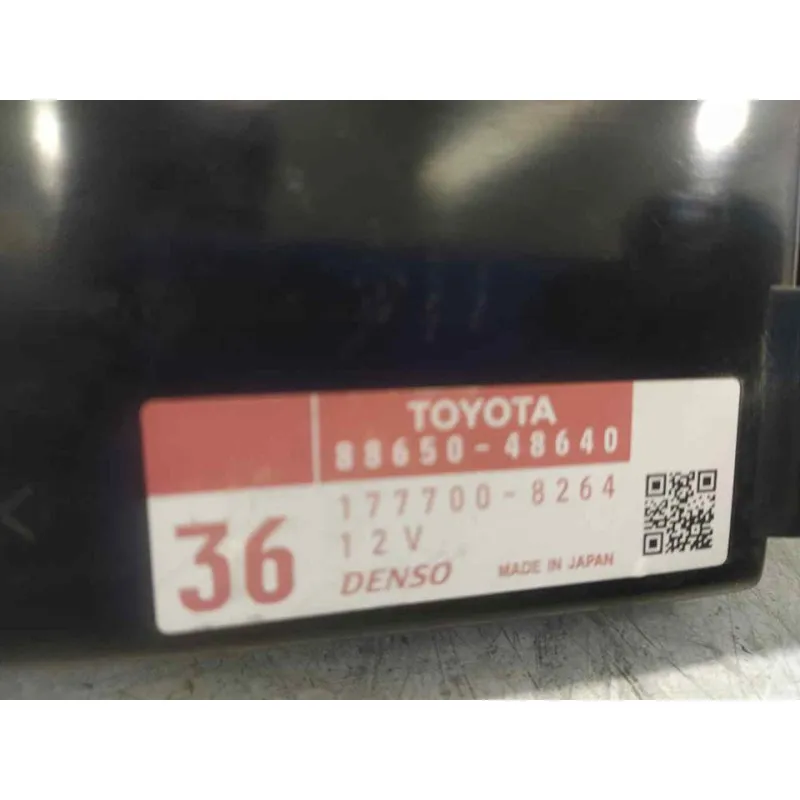 TOYOTA
88650-48640
177700-8264
12V
36
DENSO MADE IN JAPAN